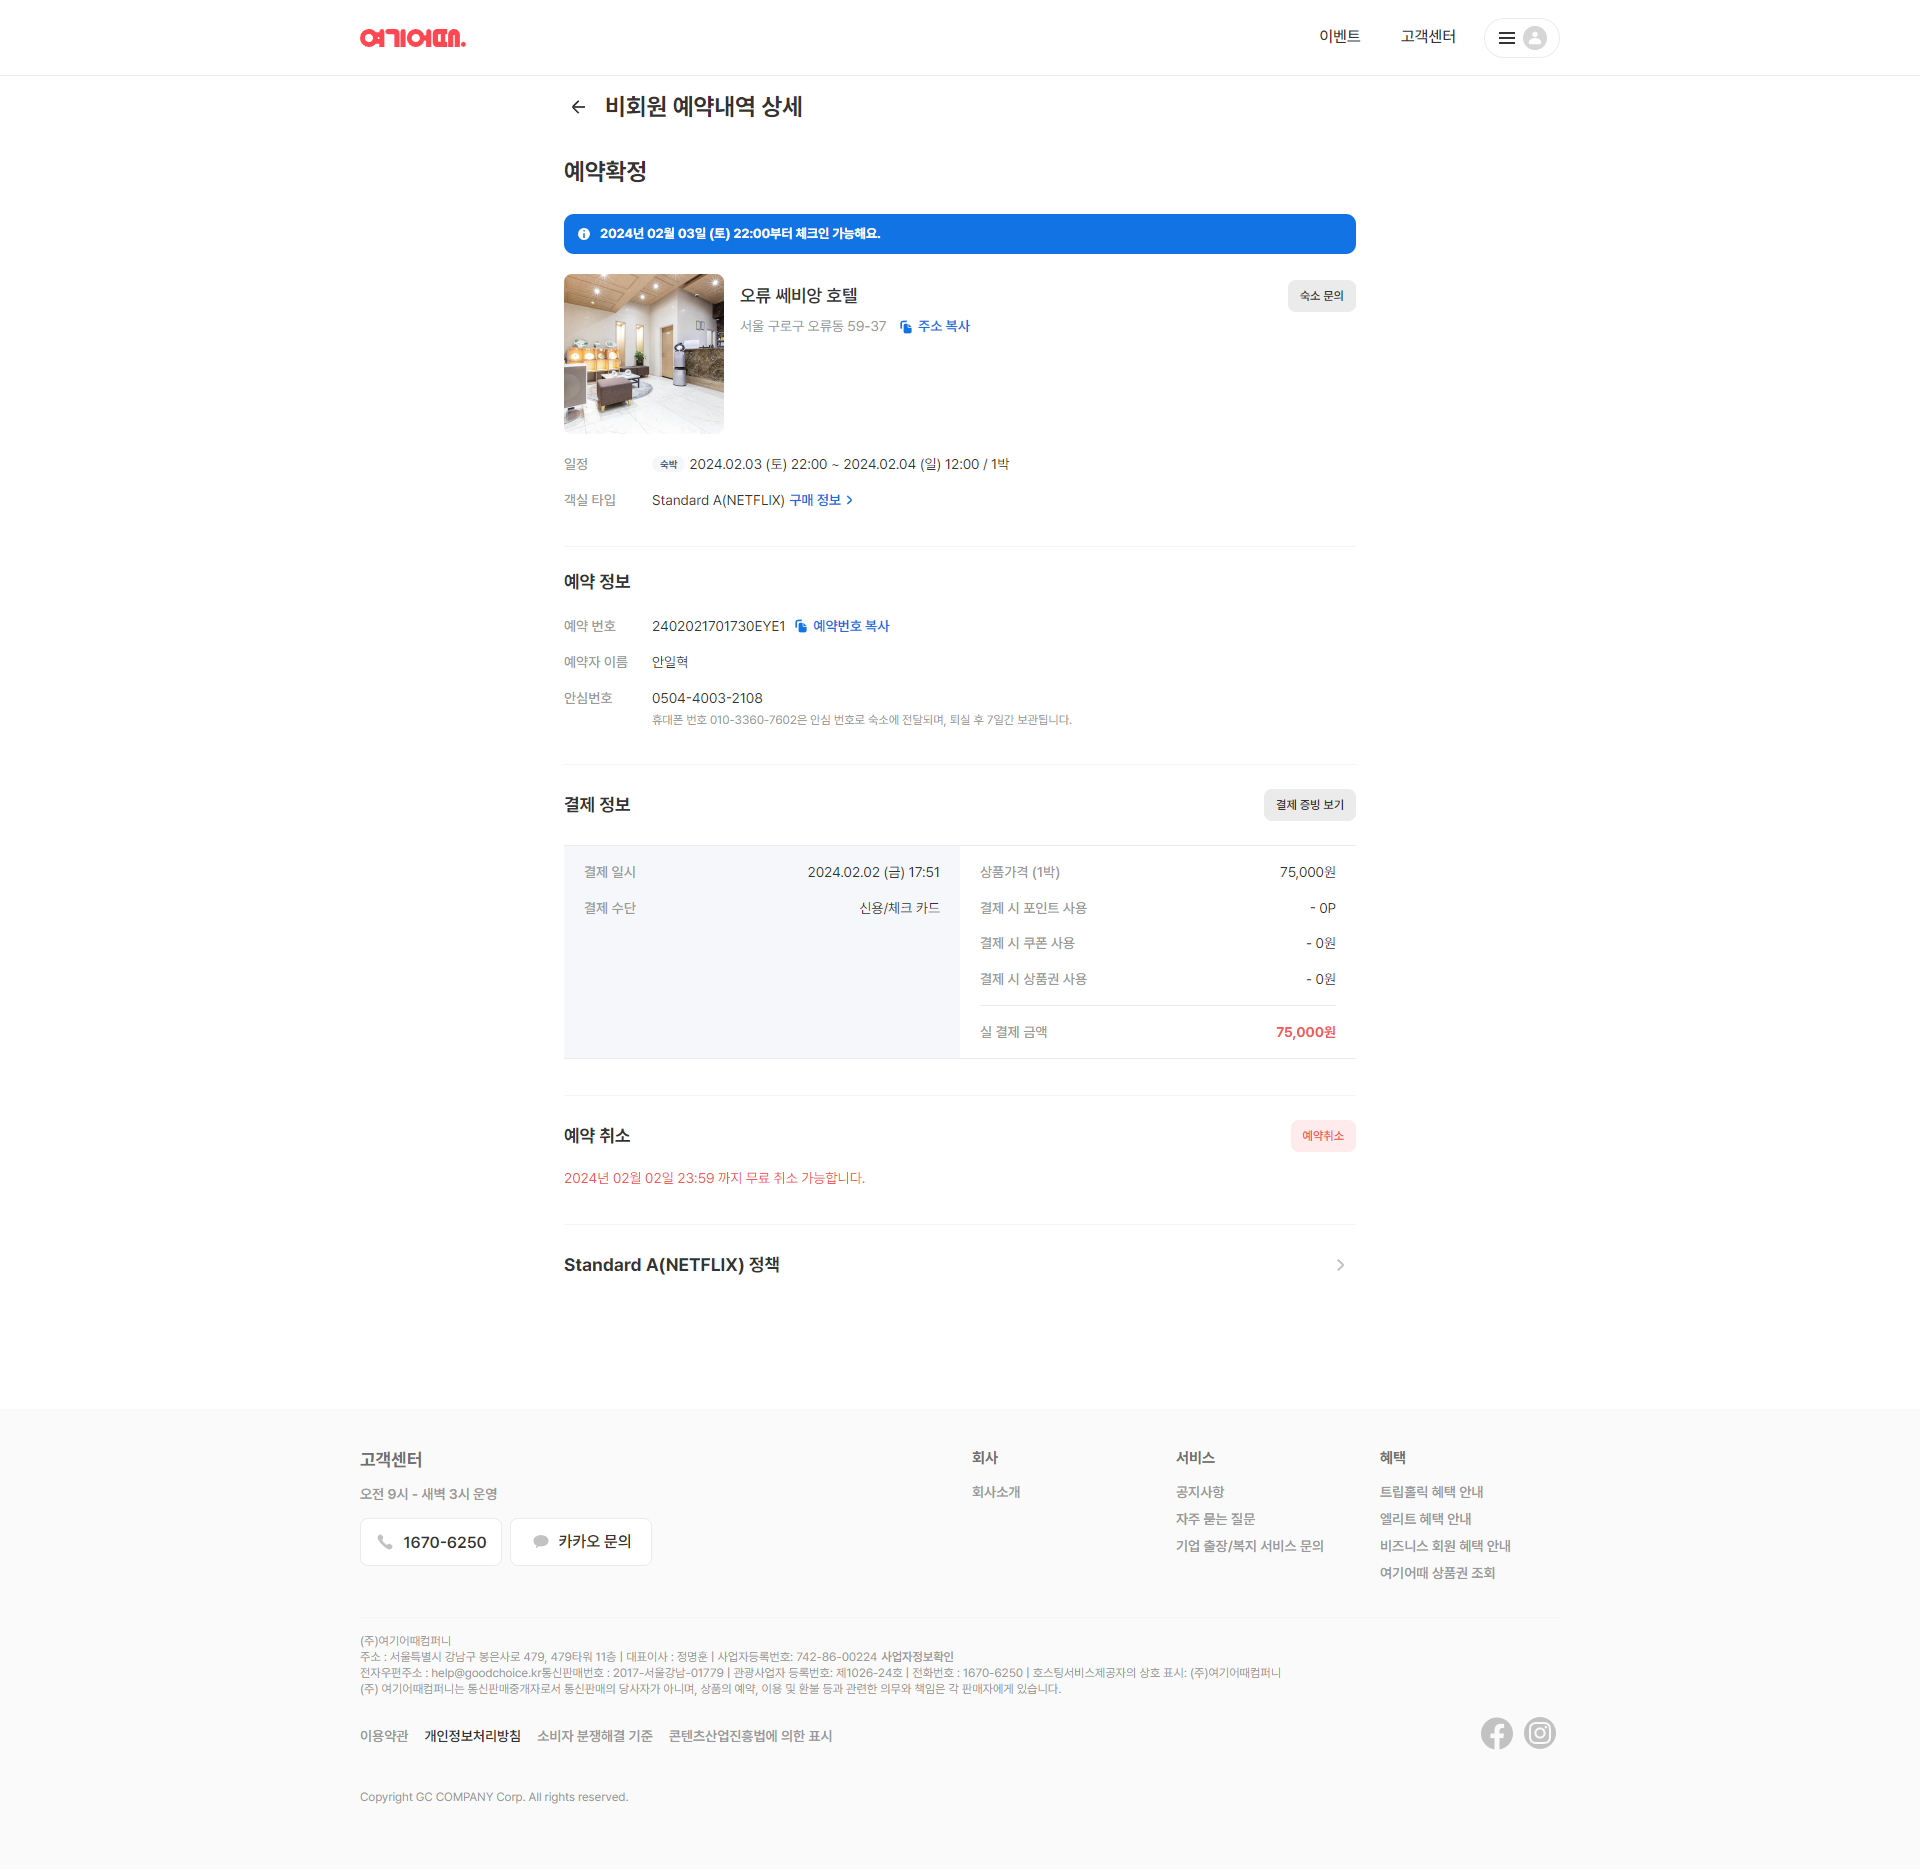 여기어때.
이벤트
고객센터
비회원 예약내역 상세
예약확정
2024년 02월 03일 (토) 22:00부터 체크인 가능해요.
오류 쎄비앙 호텔
숙소 문의
서울 구로구 오류동 59-37 주소 복사
일정 숙박 2024.02.03 (토) 22:00 ~ 2024.02.04 (일) 12:00 / 1박
객실 타입 Standard A(NETFLIX) 구매 정보
예약 정보
예약 번호 2402021701730EYE1 예약번호 복사
예약자 이름 안일혁
안심번호 0504-4003-2108
휴대폰 번호 010-3360-7602은 안심 번호로 숙소에 전달되며, 퇴실 후 7일간 보관됩니다.
결제 정보
결제 증빙 보기
결제 일시 2024.02.02 (금) 17:51
결제 수단 신용/체크 카드
상품가격 (1박) 75,000원
결제 시 포인트 사용 - 0P
결제 시 쿠폰 사용 - 0원
결제 시 상품권 사용 - 0원
실 결제 금액 75,000원
예약 취소
예약취소
2024년 02월 02일 23:59 까지 무료 취소 가능합니다.
Standard A(NETFLIX) 정책
고객센터
오전 9시 - 새벽 3시 운영
1670-6250
카카오 문의
회사
회사소개
서비스
공지사항
자주 묻는 질문
기업 출장/복지 서비스 문의
혜택
트립홀릭 혜택 안내
엘리트 혜택 안내
비즈니스 회원 혜택 안내
여기어때 상품권 조회
(주)여기어때컴퍼니
주소 : 서울특별시 강남구 봉은사로 479, 479타워 11층 | 대표이사 : 정명훈 | 사업자등록번호: 742-86-00224 사업자정보확인
전자우편주소 : help@goodchoice.kr통신판매번호 : 2017-서울강남-01779 | 관광사업자 등록번호: 제1026-24호 | 전화번호 : 1670-6250 | 호스팅서비스제공자의 상호 표시: (주)여기어때컴퍼니
(주) 여기어때컴퍼니는 통신판매중개자로서 통신판매의 당사자가 아니며, 상품의 예약, 이용 및 환불 등과 관련한 의무와 책임은 각 판매자에게 있습니다.
이용약관 개인정보처리방침 소비자 분쟁해결 기준 콘텐츠산업진흥법에 의한 표시
Copyright GC COMPANY Corp. All rights reserved.